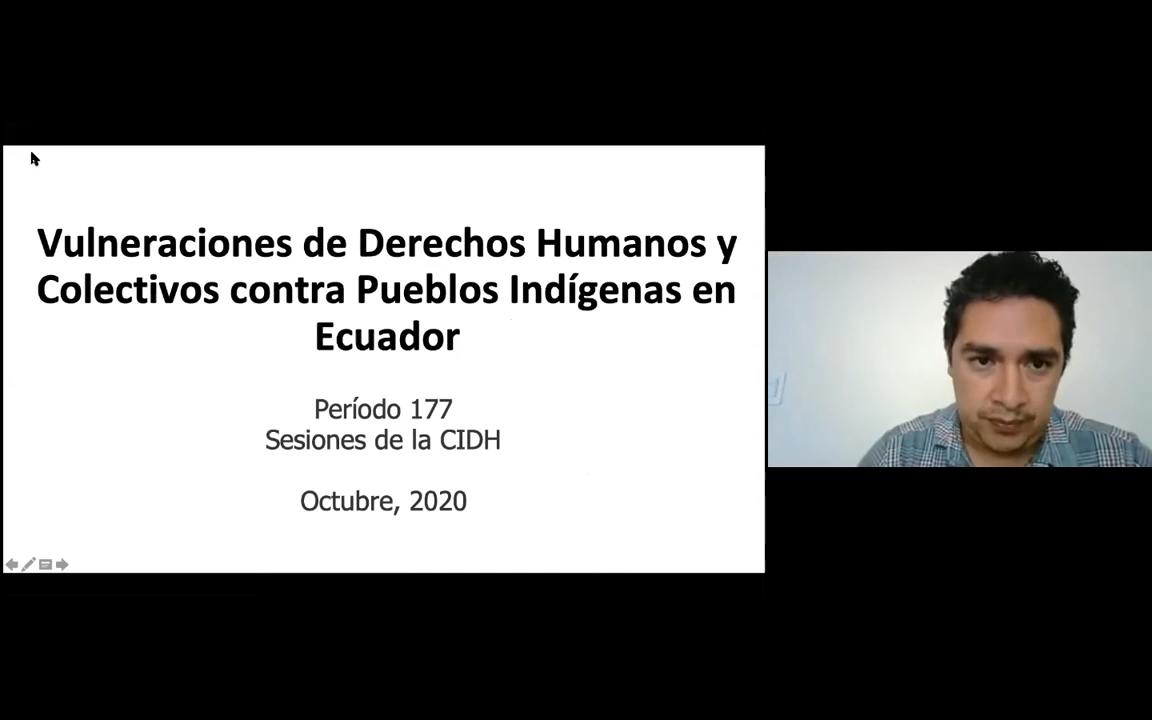 Vulneraciones de Derechos Humanos y
Colectivos contra Pueblos Indígenas en
Ecuador
Período 177
Sesiones de la CIDH
Octubre, 2020